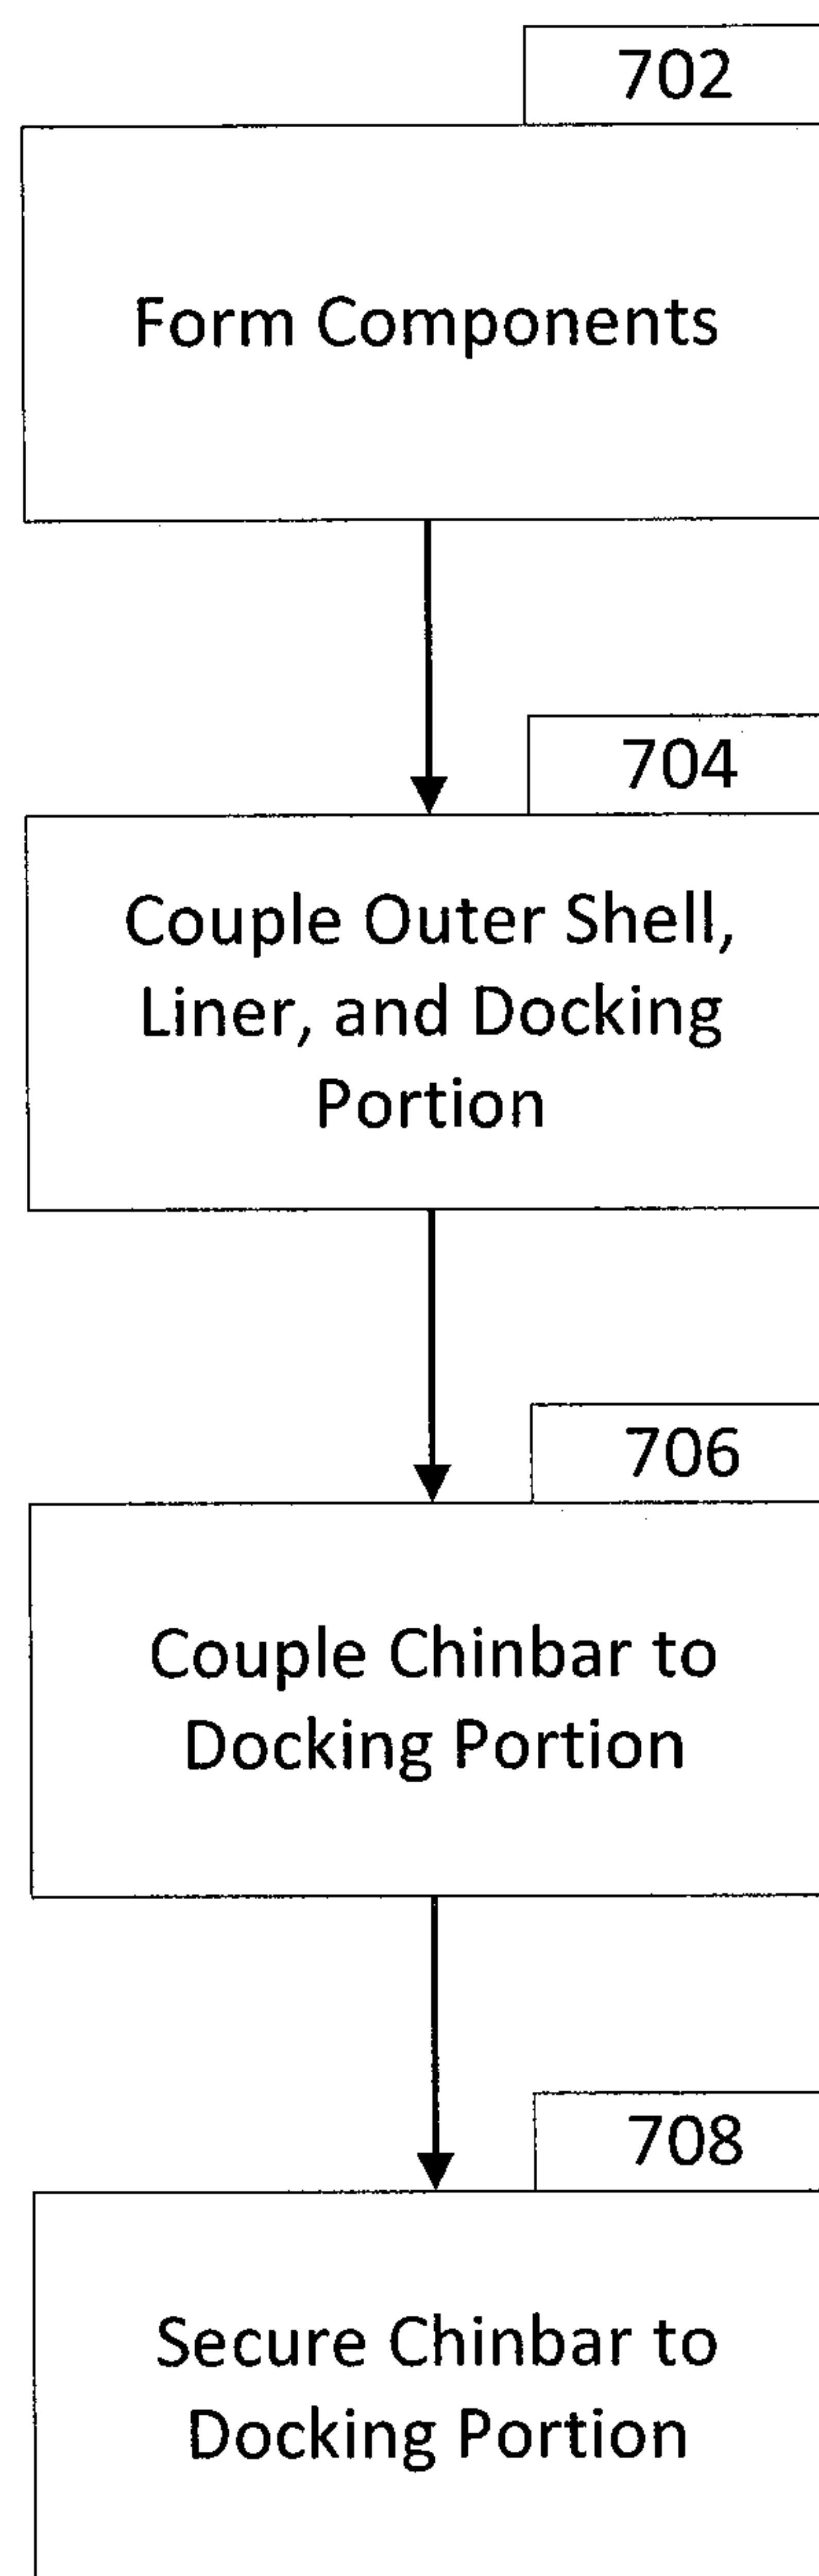 702
Form Components
704
Couple Outer Shell,
Liner, and Docking
Portion
706
Couple Chinbar to
Docking Portion
708
Secure Chinbar to
Docking Portion